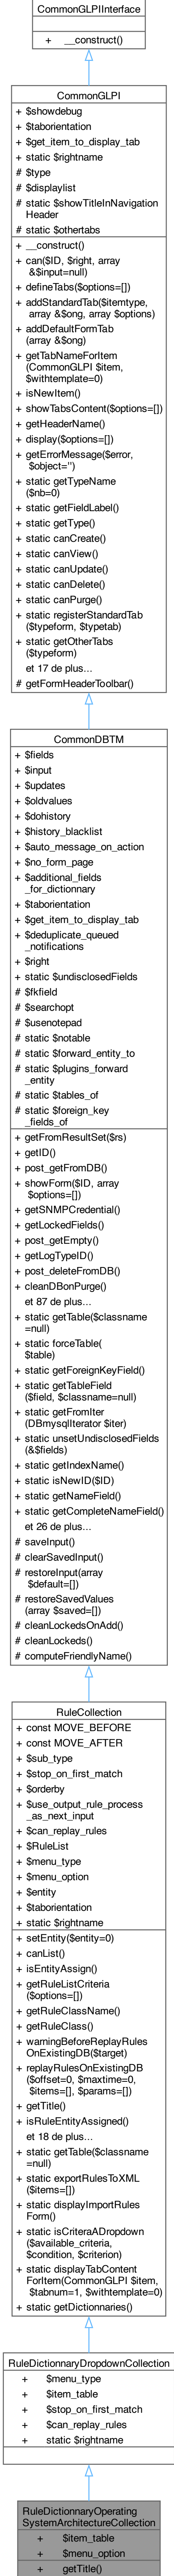 CommonGLPIInterface
+ __construct()
CommonGLPI
+ $showdebug
+ $taborientation
+ $get_item_to_display_tab
+ static $rightname
# $type
# $displaylist
# static $showTitleInNavigation
Header
# static $othertabs
+ __construct()
+ can($ID, $right, array
&$input=null)
+ defineTabs($options=[])
+ addStandardTab($itemtype,
array &$ong, array $options)
+ addDefaultFormTab
(array &$ong)
+ getTabNameForItem
(CommonGLPI $item,
$withtemplate=0)
+ isNewItem()
+ showTabsContent($options=[])
+ getHeaderName()
+ display($options=[])
+ getErrorMessage($error,
$object='')
+ static getTypeName
($nb=0)
+ static getFieldLabel()
+ static getType()
+ static canCreate()
+ static canView()
+ static canUpdate()
+ static canDelete()
+ static canPurge()
+ static registerStandardTab
($typeform, $typetab)
+ static getOtherTabs
($typeform)
et 17 de plus...
# getFormHeaderToolbar()
CommonDBTM
+ $fields
+ $input
+ $updates
+ $oldvalues
+ $dohistory
+ $history_blacklist
+ $auto_message_on_action
+ $no_form_page
+ $additional_fields
_for_dictionnary
+ $taborientation
+ $get_item_to_display_tab
+ $deduplicate_queued
_notifications
+ $right
+ static $undisclosedFields
# $fkfield
# $searchopt
# $usenotepad
# static $notable
# static $forward_entity_to
# static $plugins_forward
_entity
# static $tables_of
# static $foreign_key
_fields_of
+ getFromResultSet($rs)
+ getID()
+ post_getFromDB()
+ showForm($ID, array
$options=[])
+ getSNMPCredential()
+ getLockedFields()
+ post_getEmpty()
+ getLogTypeID()
+ post_deleteFromDB()
+ cleanDBonPurge()
et 87 de plus...
+ static getTable($classname
=null)
+ static forceTable(
$table)
+ static getForeignKeyField()
+ static getTableField
($field, $classname=null)
+ static getFromIter
(DBmysqlIterator $iter)
+ static unsetUndisclosedFields
(&$fields)
+ static getIndexName()
+ static isNewID($ID)
+ static getNameField()
+ static getCompleteNameField()
et 26 de plus...
# saveInput()
# clearSavedInput()
# restoreInput(array
$default=[])
# restoreSavedValues
(array $saved=[])
# cleanLockedsOnAdd()
# cleanLockeds()
# computeFriendlyName()
RuleCollection
+ const MOVE_BEFORE
+ const MOVE_AFTER
+ $sub_type
+ $stop_on_first_match
+ $orderby
+ $use_output_rule_process
_as_next_input
+ $can_replay_rules
+ $RuleList
+ $menu_type
+ $menu_option
+ $entity
+ $taborientation
+ static $rightname
+ setEntity($entity=0)
+ canList()
+ isEntityAssign()
+ getRuleListCriteria
($options=[])
+ getRuleClassName()
+ getRuleClass()
+ warningBeforeReplayRules
OnExistingDB($target)
+ replayRulesOnExistingDB
($offset=0, $maxtime=0,
$items=[], $params=[])
+ getTitle()
+ isRuleEntityAssigned()
et 18 de plus...
+ static getTable($classname
=null)
+ static exportRulesToXML
($items=[])
+ static displayImportRules
Form()
+ static isCriteraADropdown
($available_criteria,
$condition, $criterion)
+ static displayTabContent
ForItem(CommonGLPI $item,
$tabnum=1, $withtemplate=0)
+ static getDictionnaries()
RuleDictionnaryDropdownCollection
+ $menu_type
+ $item_table
+ $stop_on_first_match
+ $can_replay_rules
+ static $rightname
RuleDictionnaryOperating
SystemArchitectureCollection
+ $item_table
+ $menu_option
+ getTitle()